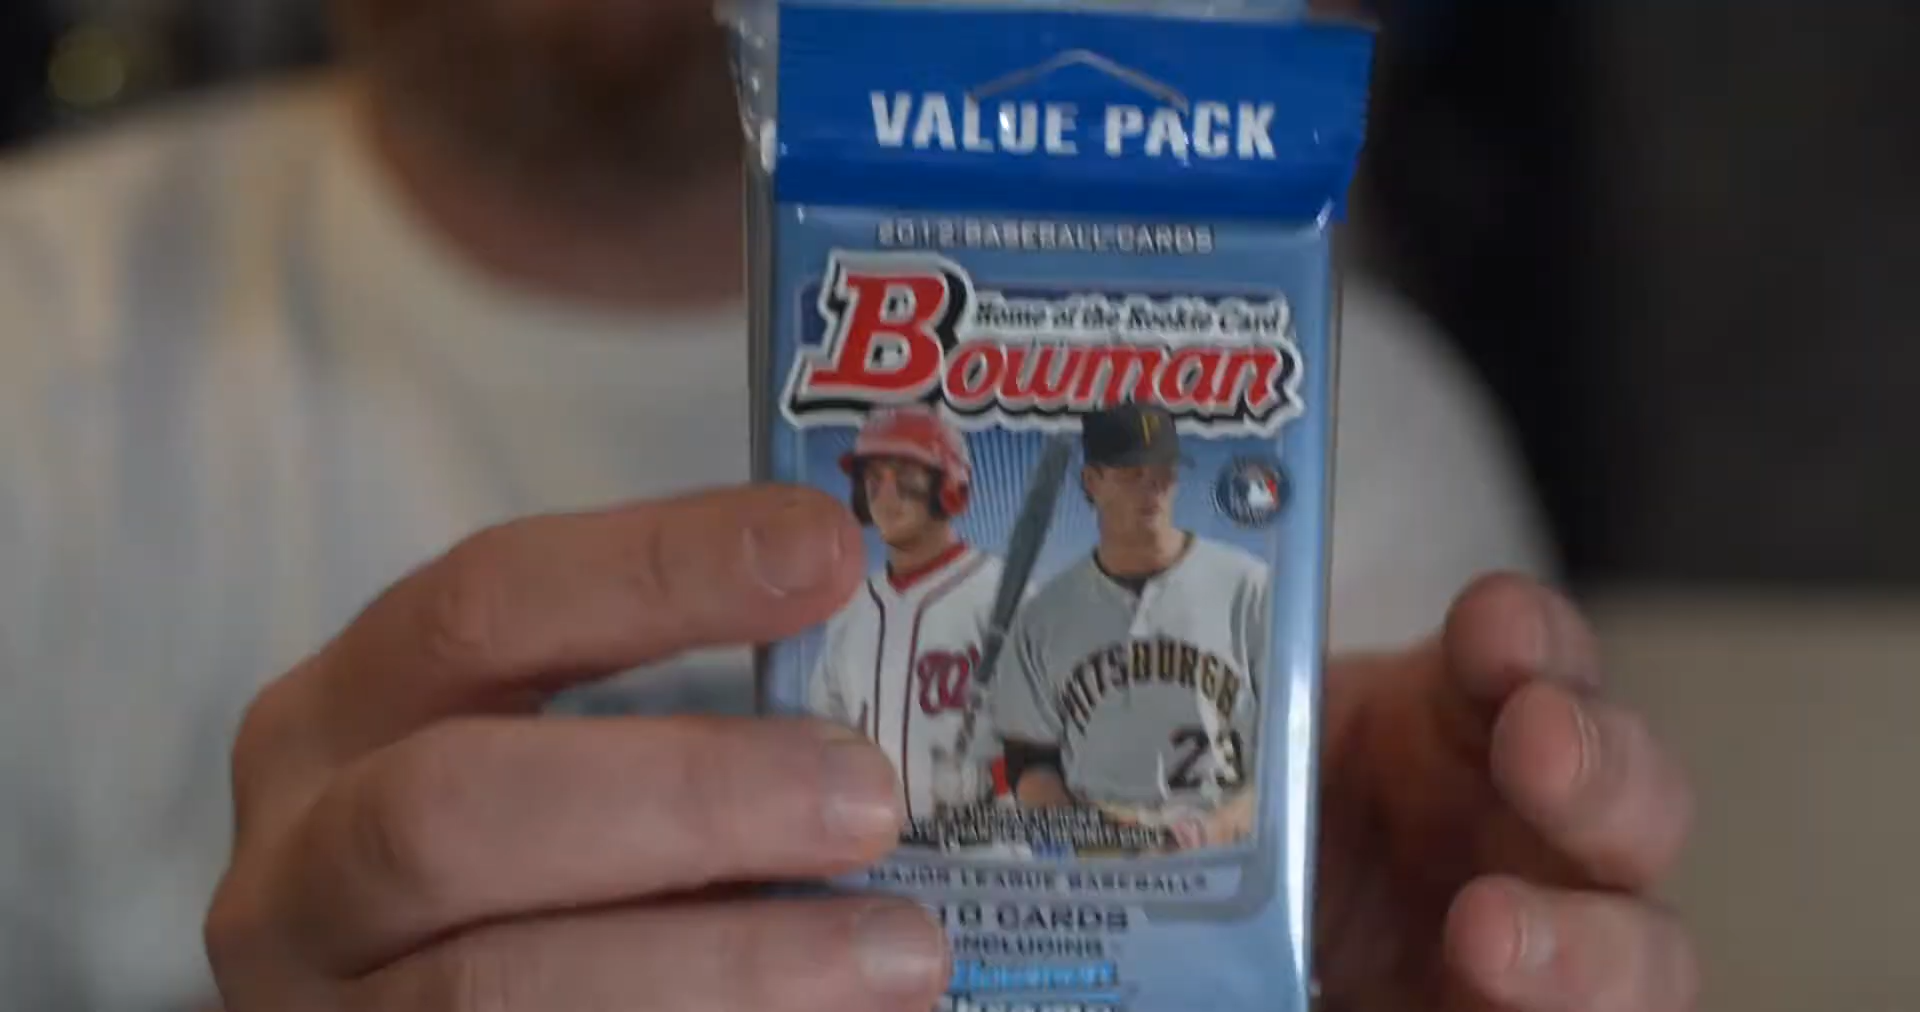 VALUE PACK
2012 BASEBALL CARDS
Home of the Rookie Card
Bowman
P
W
PITTSBURGH
23
MAJOR LEAGUE BASEBALL®
10 CARDS
INCLUDING
Bowman